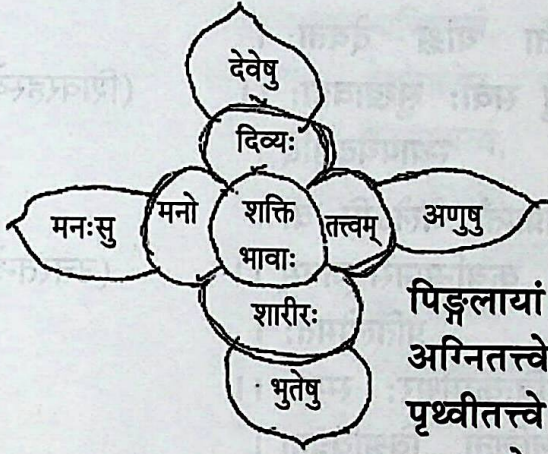 देवेषु
दिव्यः
मनःसु मनो शक्ति भावाः तत्त्वम् अणुषु
शारीरः
भुतेषु
पिङ्गलायां
अग्नितत्त्वे
पृथ्वीतत्त्वे